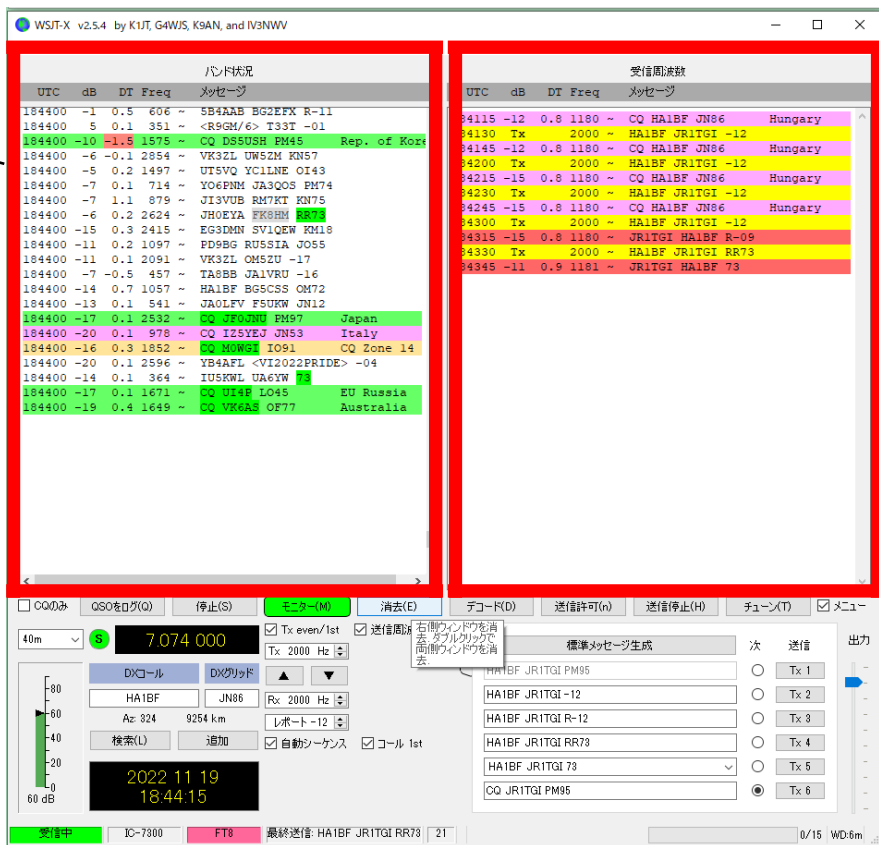 WSJT-X v2.5.4 by K1JT, G4WJS, K9AN, and IV3NWV
バンド状況
UTC dB DT Freq メッセージ
184400 -1 0.5 606 ~ 5B4AAB BG2EFX R-11
184400 5 0.1 351 ~ <R9GM/6> T33T -01
184400 -10 -1.5 1575 ~ CQ DS5USH PM45 Rep. of Kore
184400 -6 -0.1 2854 ~ VK3ZL UW5ZM KN57
184400 -5 0.2 1497 ~ UT5VQ YC1LNE OI43
184400 -7 0.1 714 ~ YO6PNM JA3QOS PM74
184400 -7 1.1 879 ~ JI3VUB RM7KT KN75
184400 -6 0.2 2624 ~ JH0EYA FK8HM RR73
184400 -15 0.3 2415 ~ EG3DMN SV1QEW KM18
184400 -11 0.2 1097 ~ PD9BG RU5SIA JO55
184400 -11 0.1 2091 ~ VK3ZL OM5ZU -17
184400 -7 -0.5 457 ~ TA8BB JA1VRU -16
184400 -14 0.7 1057 ~ HA1BF BG5CSS OM72
184400 -13 0.1 541 ~ JA0LFV F5UKW JN12
184400 -17 0.1 2532 ~ CQ JF0JNU PM97 Japan
184400 -20 0.1 978 ~ CQ IZ5YEJ JN53 Italy
184400 -16 0.3 1852 ~ CQ M0WGI IO91 CQ Zone 14
184400 -20 0.1 2596 ~ YB4AFL <VI2022PRIDE> -04
184400 -14 0.1 364 ~ IU5KWL UA6YW 73
184400 -17 0.1 1671 ~ CQ UI4P LO45 EU Russia
184400 -19 0.4 1649 ~ CQ VK6AS OF77 Australia
受信周波数
UTC dB DT Freq メッセージ
34115 -12 0.8 1180 ~ CQ HA1BF JN86 Hungary
34130 Tx 2000 ~ HA1BF JR1TGI -12
34145 -12 0.8 1180 ~ CQ HA1BF JN86 Hungary
34200 Tx 2000 ~ HA1BF JR1TGI -12
34215 -15 0.8 1180 ~ CQ HA1BF JN86 Hungary
34230 Tx 2000 ~ HA1BF JR1TGI -12
34245 -15 0.8 1180 ~ CQ HA1BF JN86 Hungary
34300 Tx 2000 ~ HA1BF JR1TGI -12
34315 -15 0.8 1180 ~ JR1TGI HA1BF R-09
34330 Tx 2000 ~ HA1BF JR1TGI RR73
34345 -11 0.9 1181 ~ JR1TGI HA1BF 73
CQのみ QSOをログ(Q) 停止(S) モニター(M) 消去(E) デコード(D) 送信許可(n) 送信停止(H) チューン(T) メニュー
40m S 7.074 000 Tx even/1st 送信周波
Tx 2000 Hz
右側ウィンドウを消
去. ダブルクリックで
両側ウィンドウを消
去.
標準メッセージ生成 次 送信 出力
DXコール DXグリッド
HA1BF JN86
Az: 324 9254 km
検索(L) 追加
Rx 2000 Hz
レポート -12
自動シーケンス コール 1st
HA1BF JR1TGI PM95 Tx 1
HA1BF JR1TGI -12 Tx 2
HA1BF JR1TGI R-12 Tx 3
HA1BF JR1TGI RR73 Tx 4
HA1BF JR1TGI 73 Tx 5
CQ JR1TGI PM95 Tx 6
80
60
40
20
0
60 dB
2022 11 19
18:44:15
受信中 IC-7300 FT8 最終送信: HA1BF JR1TGI RR73 21 0/15 WD:6m